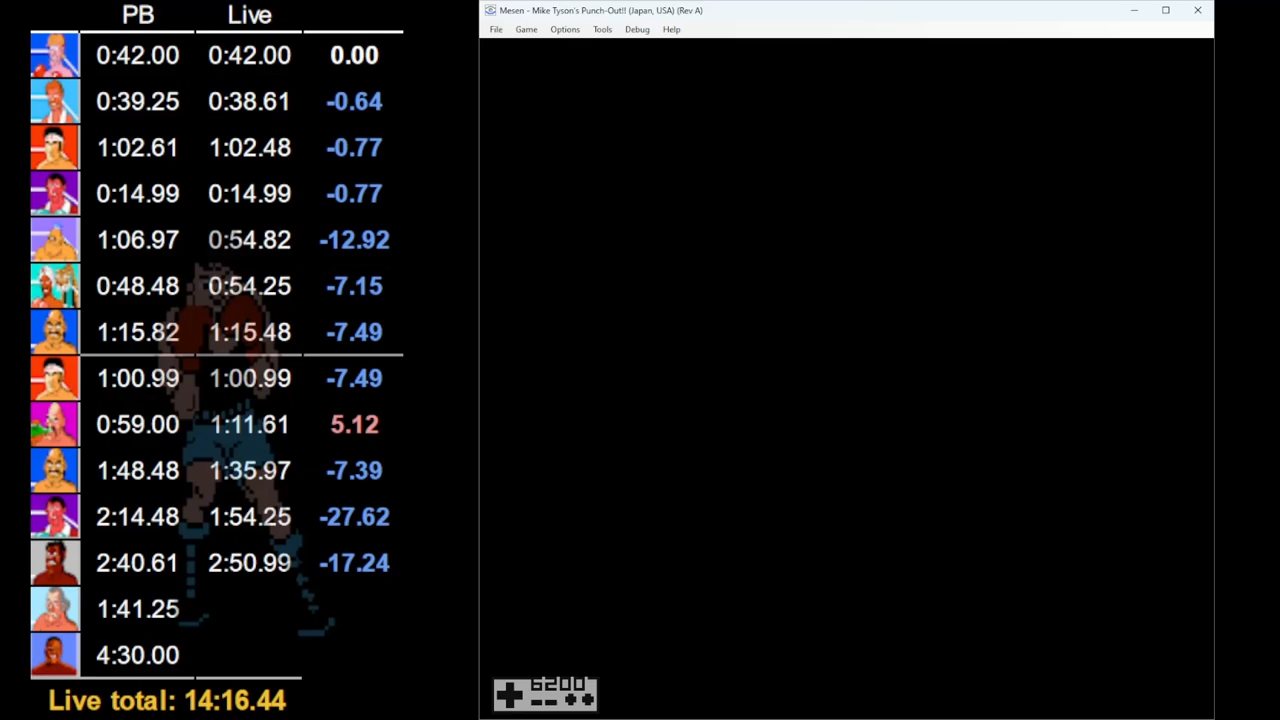 PB Live
0:42.00 0:42.00 0.00
0:39.25 0:38.61 -0.64
1:02.61 1:02.48 -0.77
0:14.99 0:14.99 -0.77
1:06.97 0:54.82 -12.92
0:48.48 0:54.25 -7.15
1:15.82 1:15.48 -7.49
1:00.99 1:00.99 -7.49
0:59.00 1:11.61 5.12
1:48.48 1:35.97 -7.39
2:14.48 1:54.25 -27.62
2:40.61 2:50.99 -17.24
1:41.25
4:30.00
Live total: 14:16.44
Mesen - Mike Tyson's Punch-Out!! (Japan, USA) (Rev A)
File Game Options Tools Debug Help
6200